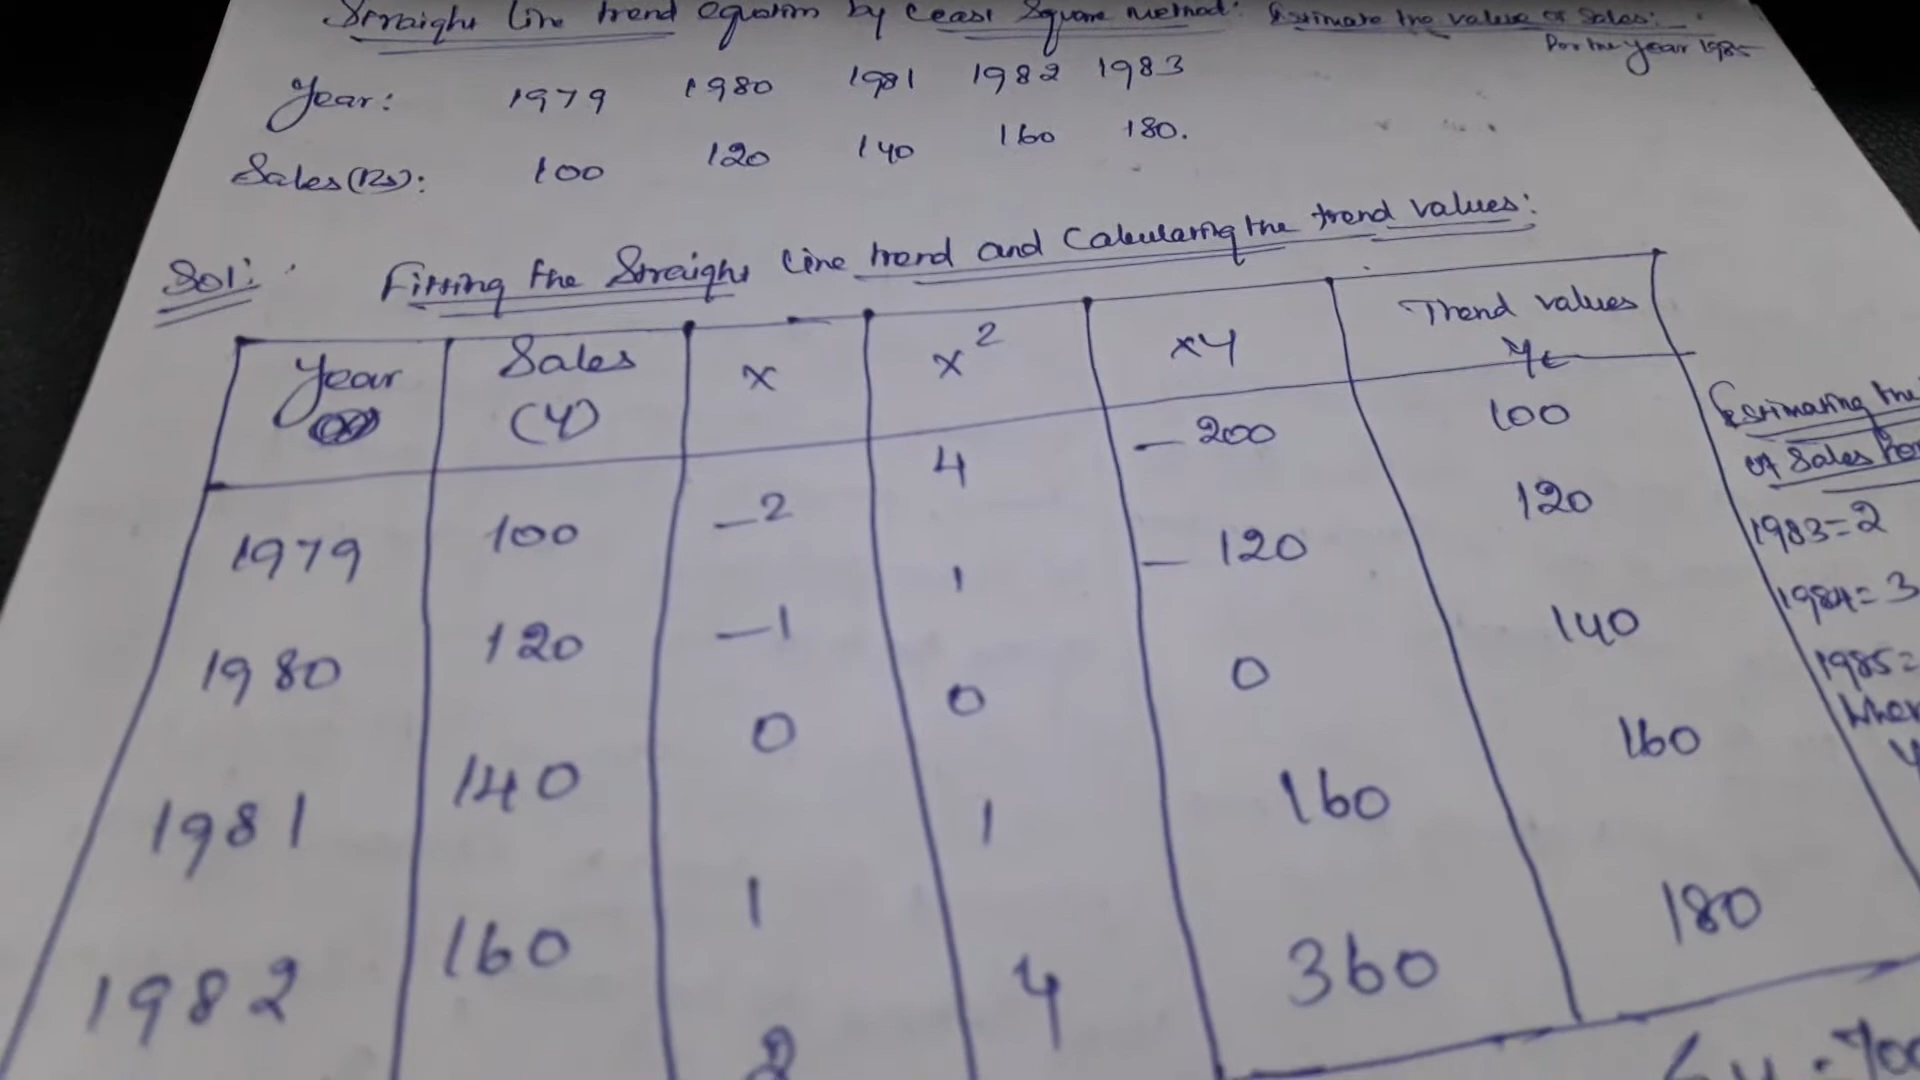 Straight line trend equation by Least Square method. Estimate the value of Sales:
For the year 1985
Year: 1979 1980 1981 1982 1983
Sales(Rs): 100 120 140 160 180.
Sol: Fitting the Straight line trend and Calculating the trend values:
Year Sales (Y) x x² xy Trend values Yt
1979 100 -2 4 -200 100
1980 120 -1 1 -120 120
1981 140 0 0 0 140
1982 160 1 1 160 160
2 4 360 180
Estimating the
of Sales For
1983=2
1984=3
1985=